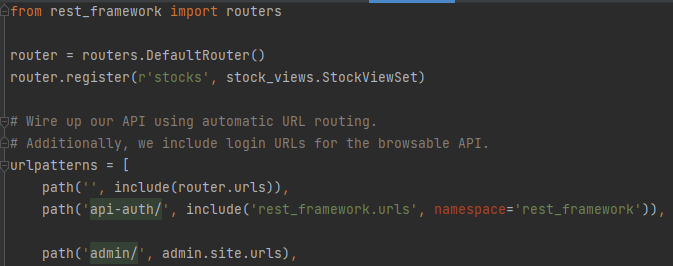 from rest_framework import routers
router = routers.DefaultRouter()
router.register(r'stocks', stock_views.StockViewSet)
# Wire up our API using automatic URL routing.
# Additionally, we include login URLs for the browsable API.
urlpatterns = [
path('', include(router.urls)),
path('api-auth/', include('rest_framework.urls', namespace='rest_framework')),
path('admin/', admin.site.urls),